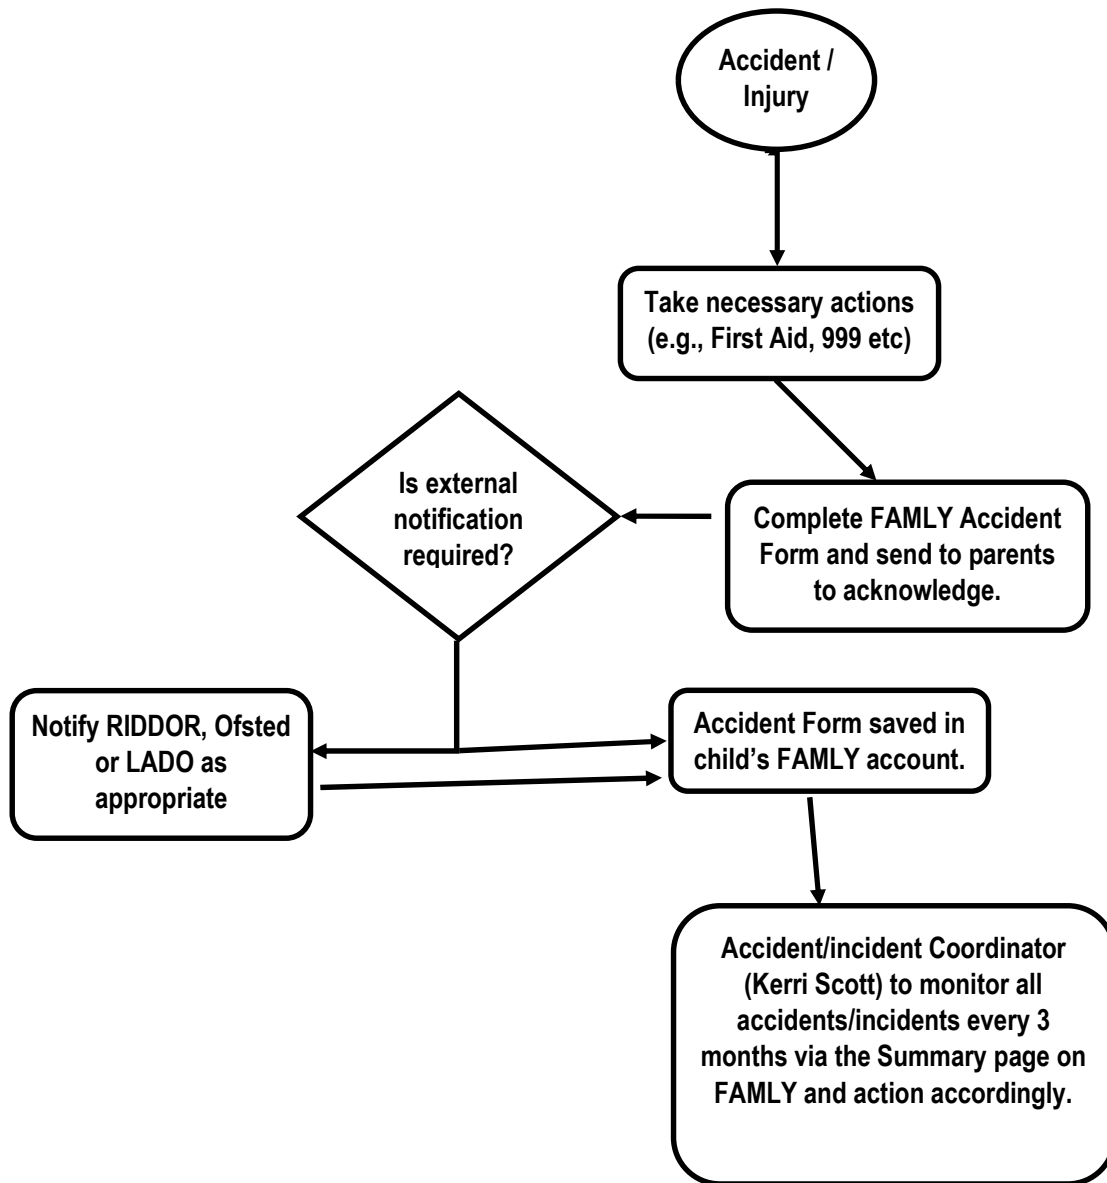 Accident /
Injury
Take necessary actions
(e.g., First Aid, 999 etc)
Is external
notification
required?
Complete FAMLY Accident
Form and send to parents
to acknowledge.
Notify RIDDOR, Ofsted
or LADO as
appropriate
Accident Form saved in
child’s FAMLY account.
Accident/incident Coordinator
(Kerri Scott) to monitor all
accidents/incidents every 3
months via the Summary page on
FAMLY and action accordingly.